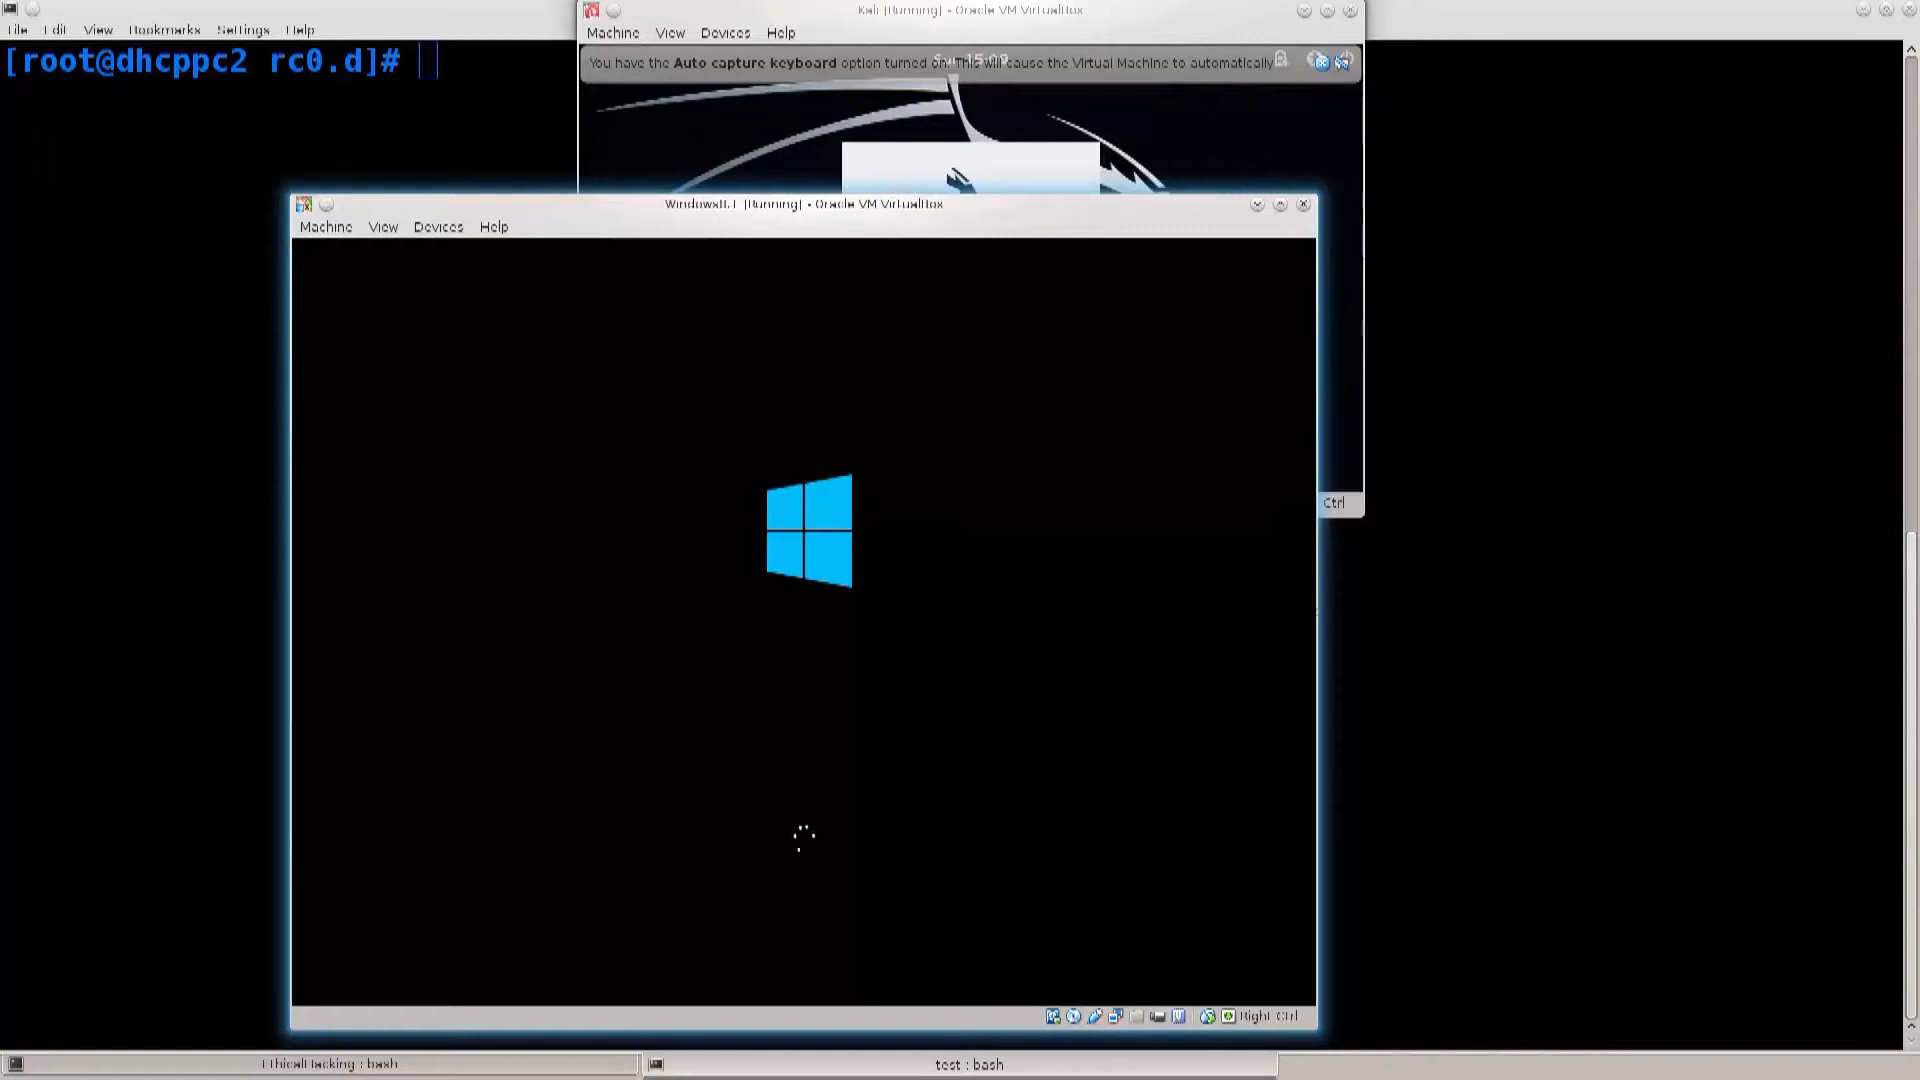 Kali [Running] - Oracle VM VirtualBox
File Edit View Bookmarks Settings Help
Machine View Devices Help
[root@dhcppc2 rc0.d]#
You have the Auto capture keyboard option turned on. This will cause the Virtual Machine to automatically
Windows8.1 [Running] - Oracle VM VirtualBox
Machine View Devices Help
Ctrl
Right Ctrl
EthicalHacking : bash
test : bash